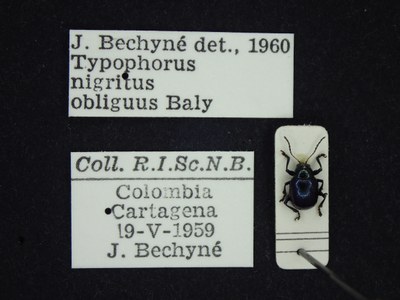 J. Bechyné det., 1960
Typophorus
nigritus
obliguus Baly
Coll. R.I.Sc.N.B.
Colombia
Cartagena
19-V-1959
J. Bechyné